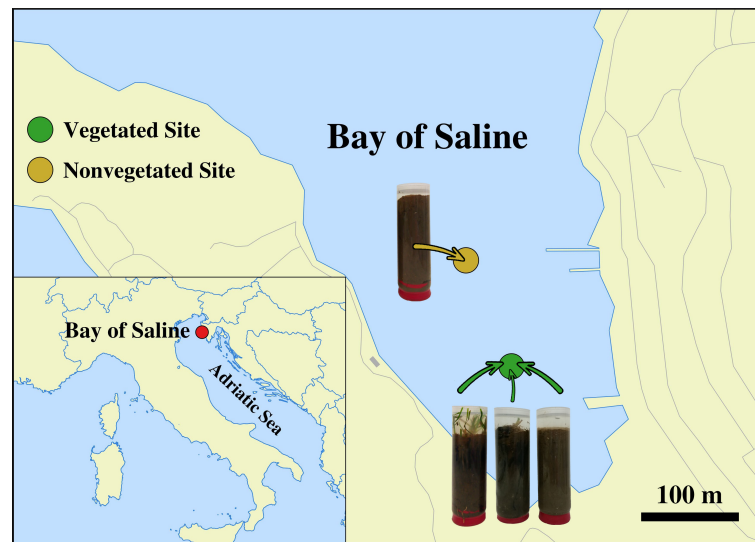 Bay of Saline
Vegetated Site
Nonvegetated Site
Bay of Saline
Adriatic Sea
100 m